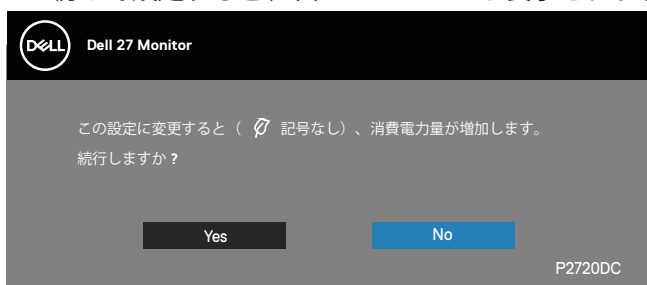 DELL Dell 27 Monitor
この設定に変更すると（ 記号なし）、消費電力量が増加します。
続行しますか ?
Yes No
P2720DC